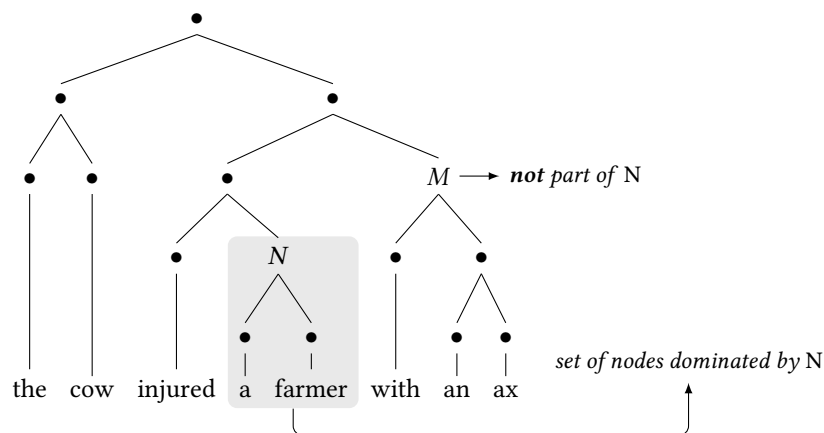 M not part of N
N
set of nodes dominated by N
the cow injured a farmer with an ax